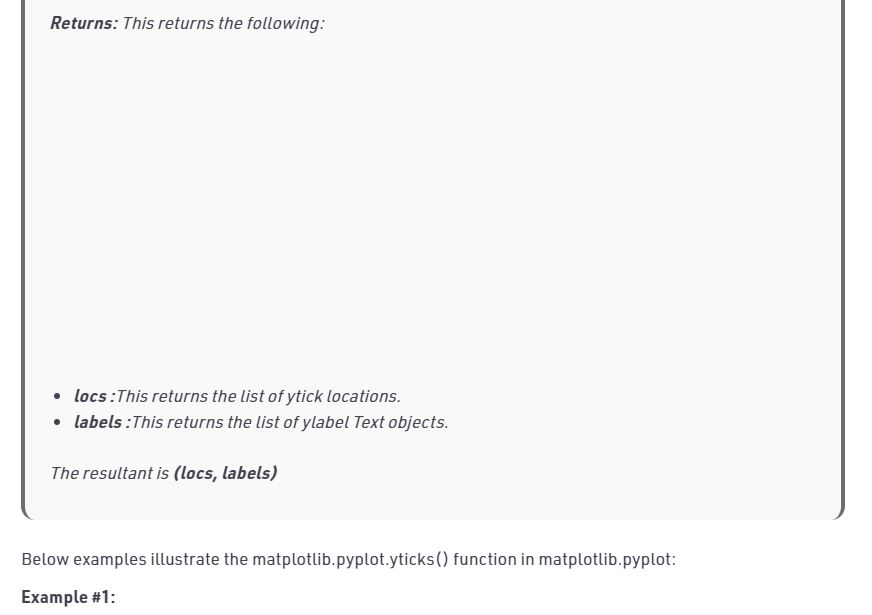 Returns: This returns the following:
locs :This returns the list of ytick locations.
labels :This returns the list of ylabel Text objects.
The resultant is (locs, labels)
Below examples illustrate the matplotlib.pyplot.yticks() function in matplotlib.pyplot:
Example #1: